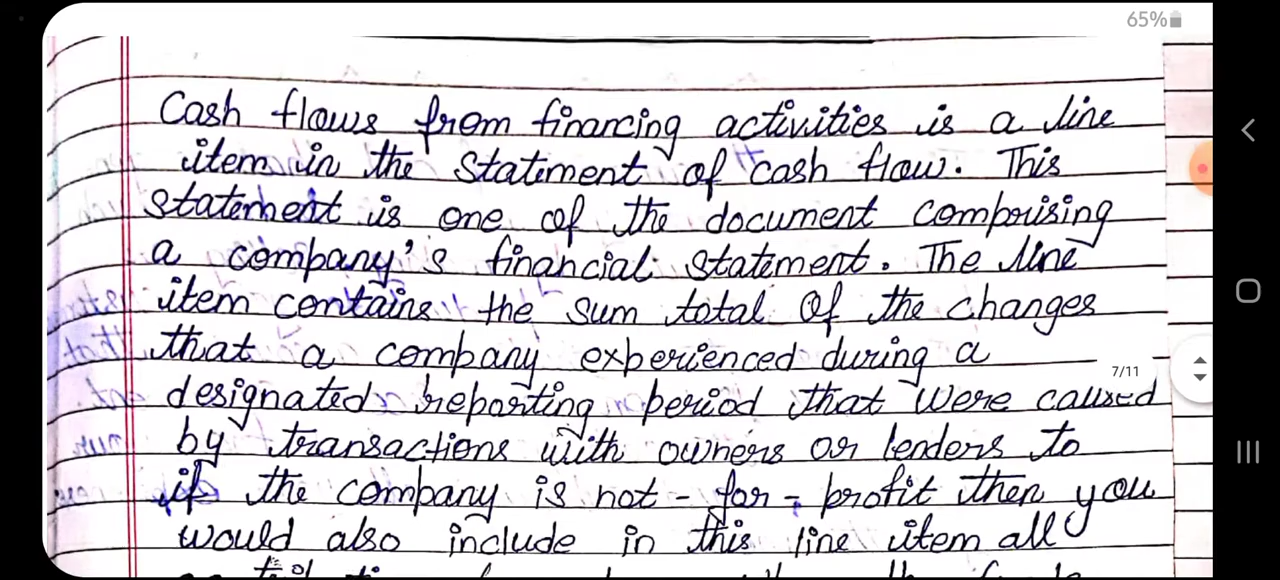 65%
Cash flows from financing activities is a line
item in the Statement of cash flow. This
statement is one of the document comprising
a company's financial statement. The line
item contains the sum total Of the changes
that a company experienced during a
7/11
designated reporting period that were caused
by transactions with owners or lenders to
if the company is not - for - profit then you
would also include in this line item all